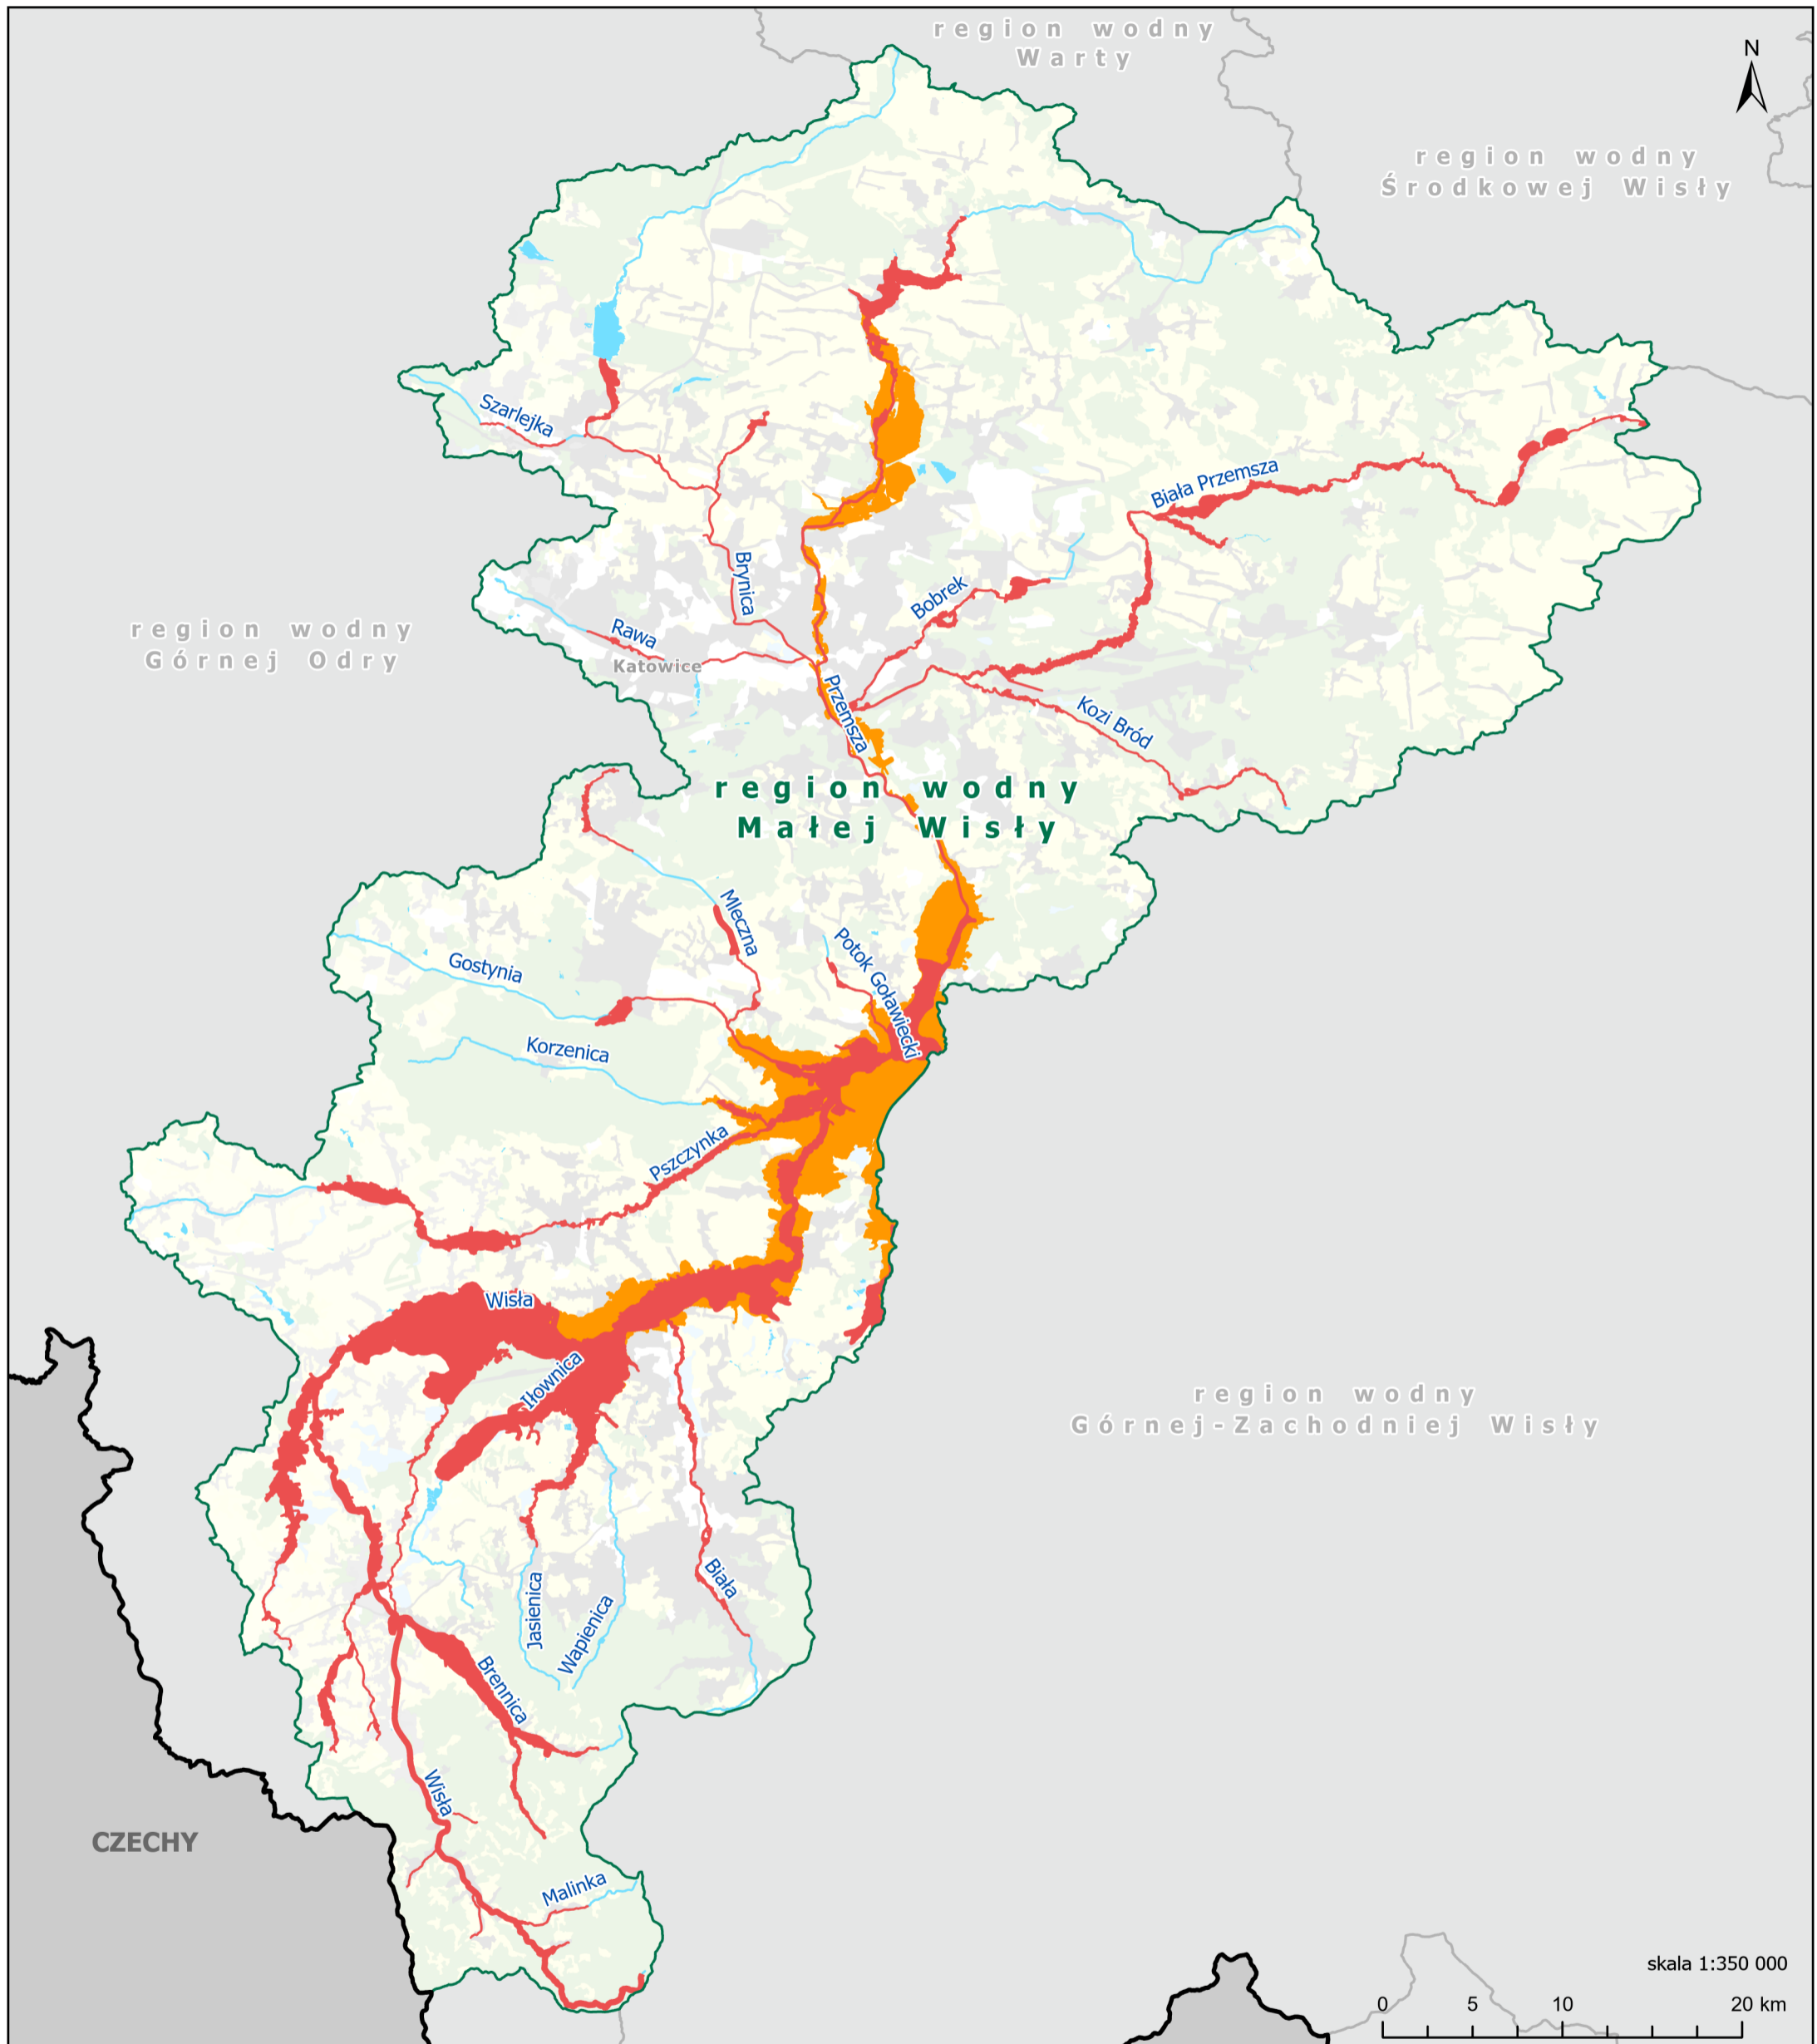 region wodny
Warty
N
region wodny
Środkowej Wisły
Szarlejka
Biała Przemsza
Brynica
Bobrek
region wodny
Górnej Odry
Rawa
Katowice
Przemsza
Kozi Bród
region wodny
Małej Wisły
Mleczna
Potok Goławiecki
Gostynia
Korzenica
Pszczynka
Wisła
Iłownica
region wodny
Górnej-Zachodniej Wisły
Biała
Jasienica
Wapienica
Brennica
Wisła
CZECHY
Malinka
skala 1:350 000
0 5 10 20 km